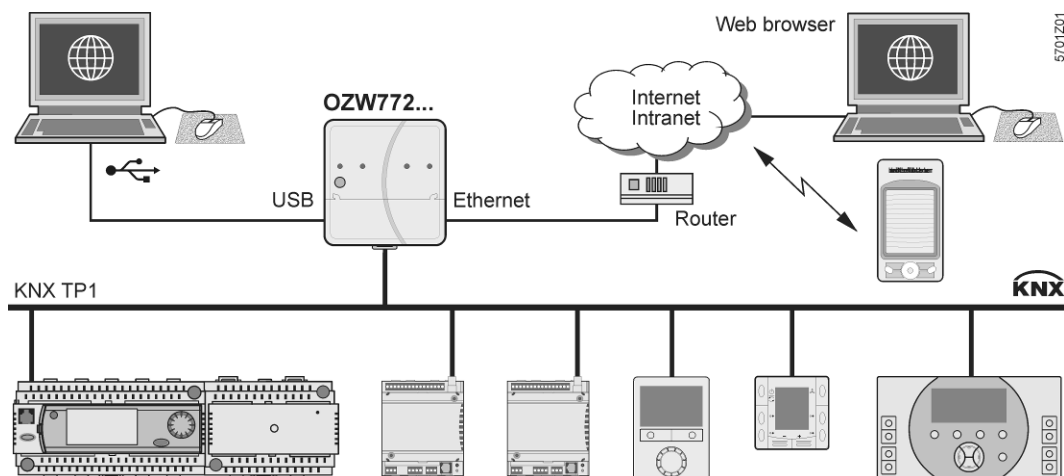 Web browser
5701Z01
OZW772...
Internet
Intranet
USB
Ethernet
Router
KNX TP1
KNX